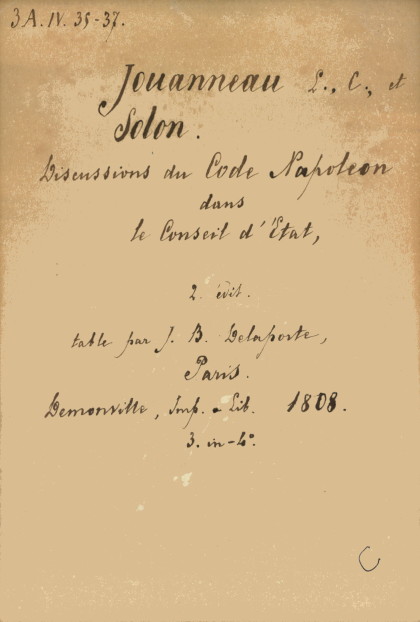 3A.IV.35-37.
Jouanneau L., C., et
Solon.
Discussions du Code Napoleon
dans
le Conseil d'État,
2. édit.
table par J. B. Delaporte,
Paris.
Demonville, Imp. - Lib. 1808.
3. in-4°.
C